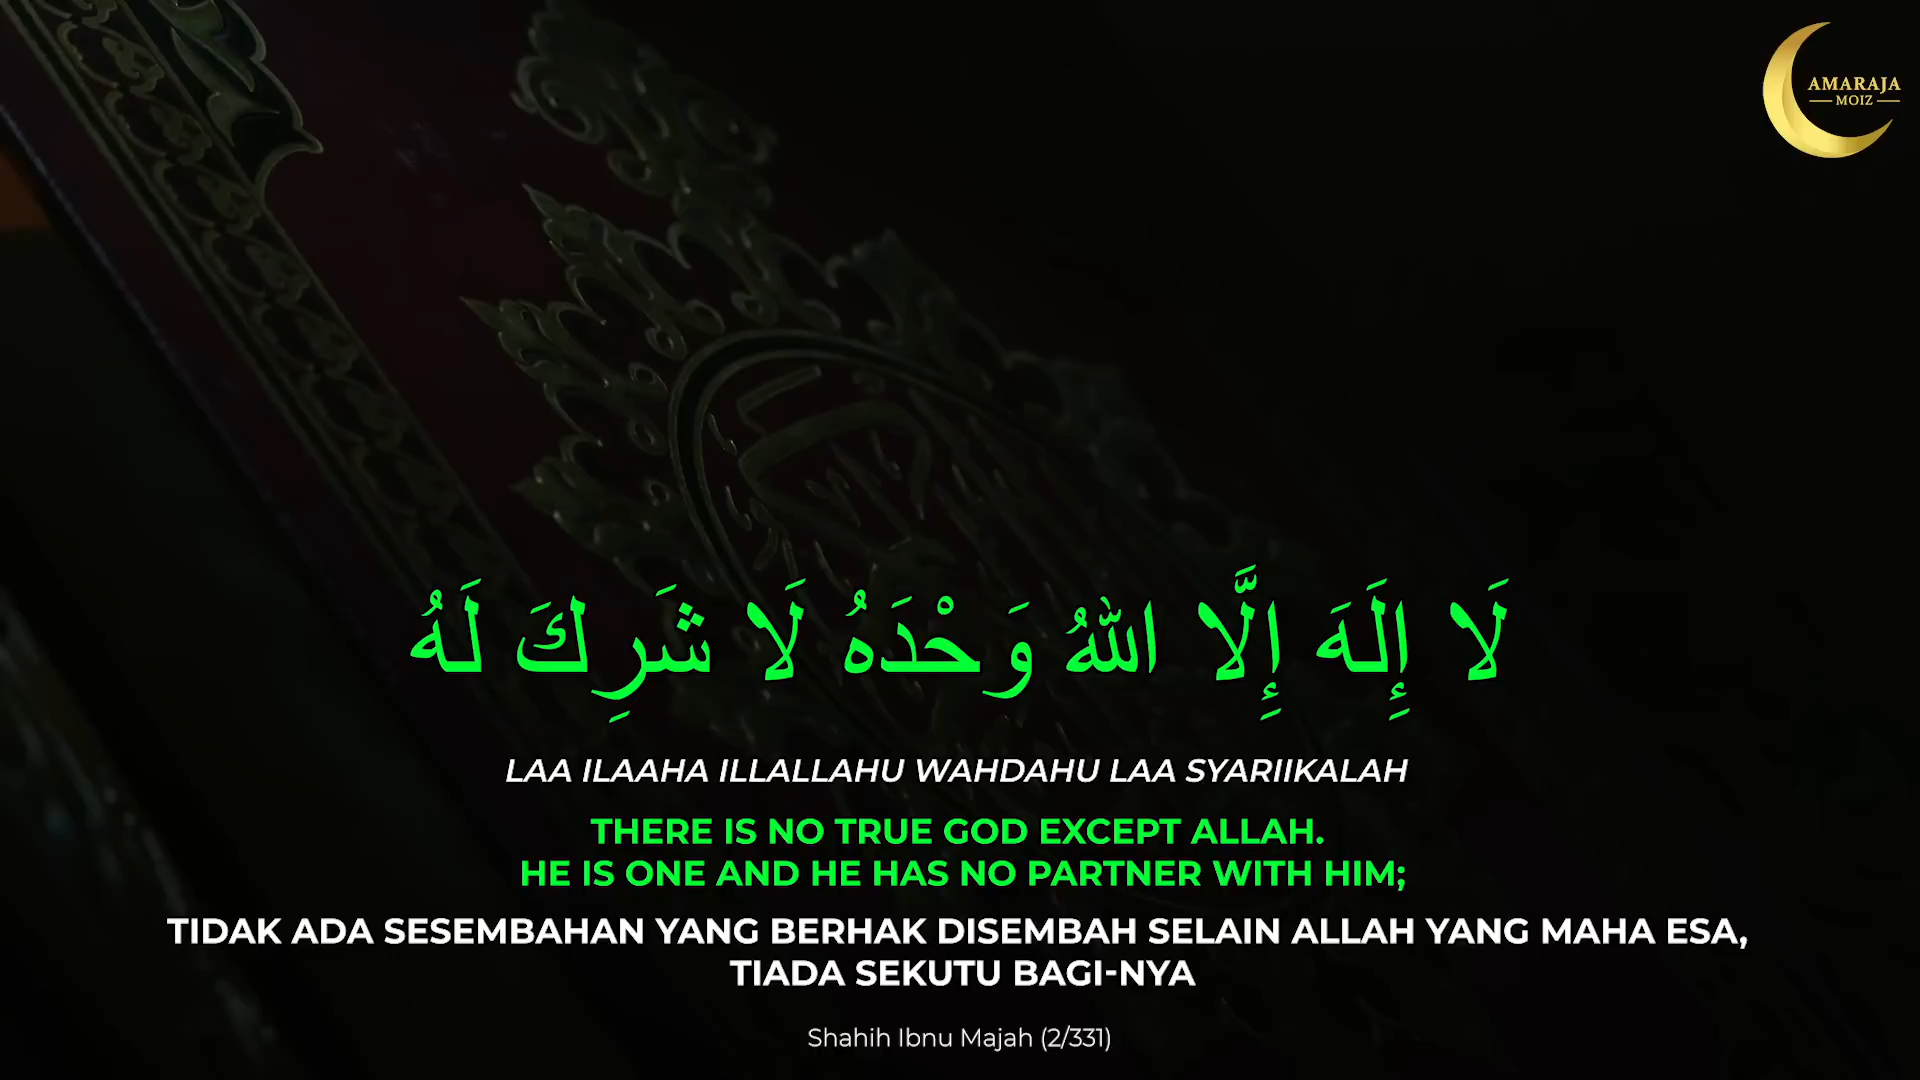 AMARAJA
MOIZ
لَا إِلَهَ إِلَّا اللهُ وَحْدَهُ لَا شَرِكَ لَهُ
LAA ILAAHA ILLALLAHU WAHDAHU LAA SYARIIKALAH
THERE IS NO TRUE GOD EXCEPT ALLAH.
HE IS ONE AND HE HAS NO PARTNER WITH HIM;
TIDAK ADA SESEMBAHAN YANG BERHAK DISEMBAH SELAIN ALLAH YANG MAHA ESA,
TIADA SEKUTU BAGI-NYA
Shahih Ibnu Majah (2/331)